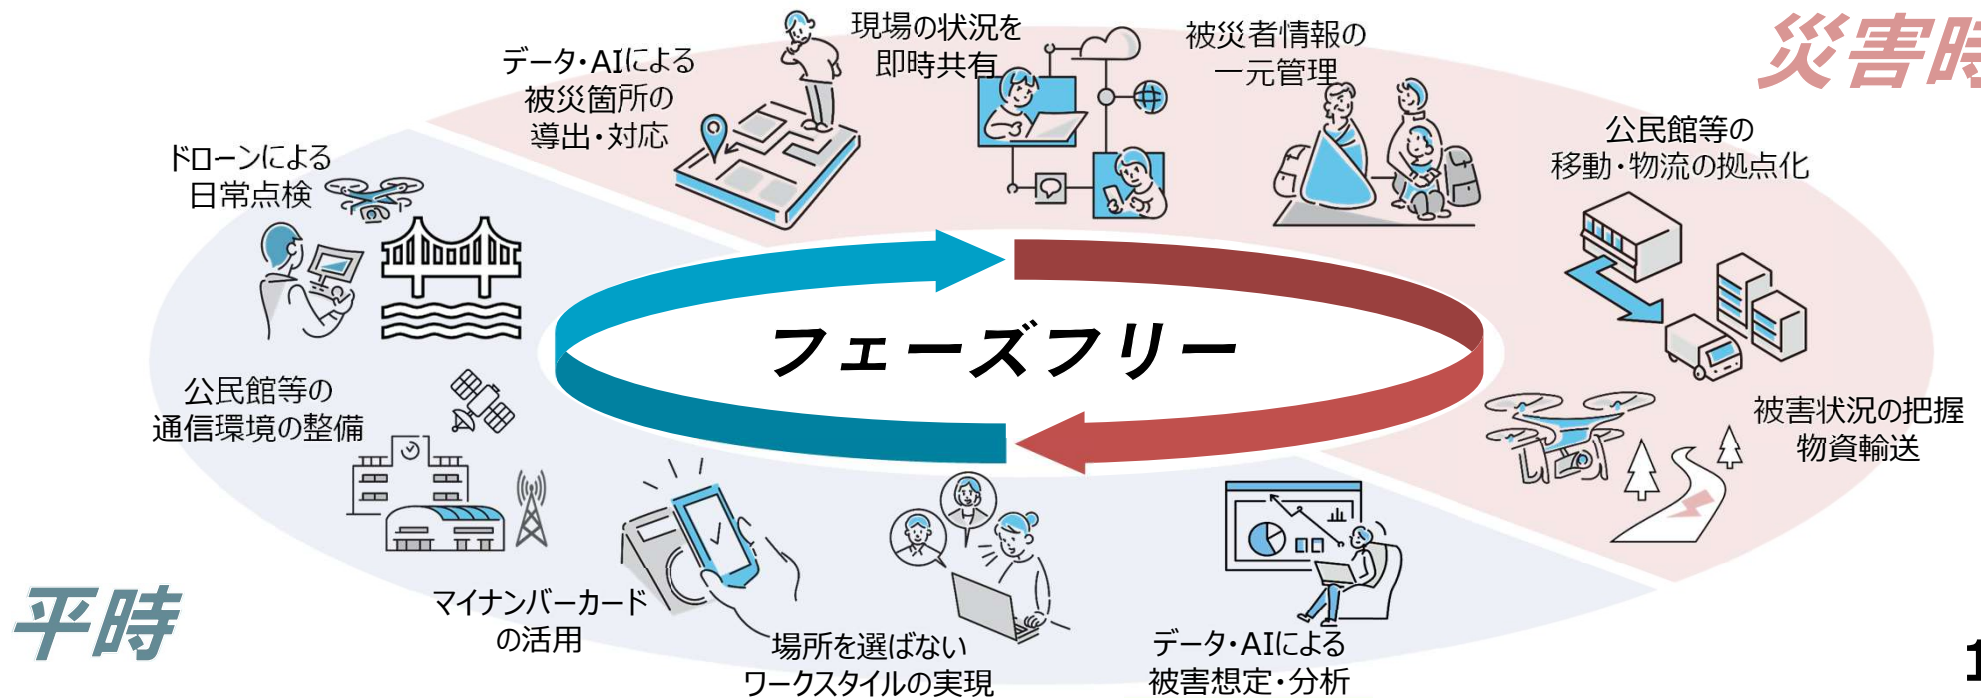 災害時
現場の状況を
即時共有
被災者情報の
一元管理
データ・AIによる
被災箇所の
導出・対応
公民館等の
移動・物流の拠点化
ドローンによる
日常点検
フェーズフリー
公民館等の
通信環境の整備
被害状況の把握
物資輸送
平時
マイナンバーカード
の活用
場所を選ばない
ワークスタイルの実現
データ・AIによる
被害想定・分析
1